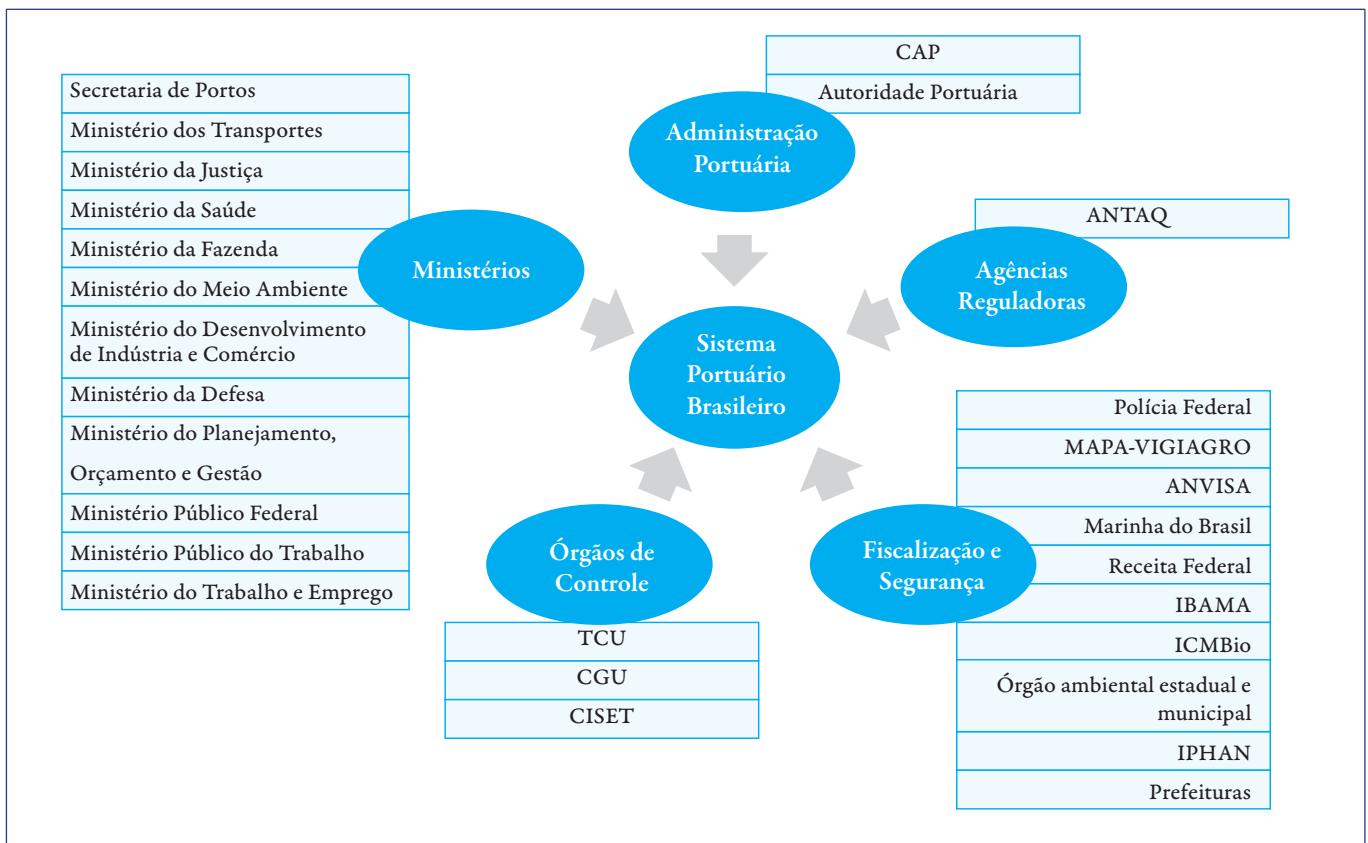 CAP
Autoridade Portuária
Administração
Portuária
Secretaria de Portos
Ministério dos Transportes
Ministério da Justiça
Ministério da Saúde
Ministério da Fazenda
Ministério do Meio Ambiente
Ministério do Desenvolvimento
de Indústria e Comércio
Ministério da Defesa
Ministério do Planejamento,
Orçamento e Gestão
Ministério Público Federal
Ministério Público do Trabalho
Ministério do Trabalho e Emprego
Ministérios
ANTAQ
Agências
Reguladoras
Sistema
Portuário
Brasileiro
Órgãos de
Controle
TCU
CGU
CISET
Fiscalização e
Segurança
Polícia Federal
MAPA-VIGIAGRO
ANVISA
Marinha do Brasil
Receita Federal
IBAMA
ICMBio
Órgão ambiental estadual e
municipal
IPHAN
Prefeituras